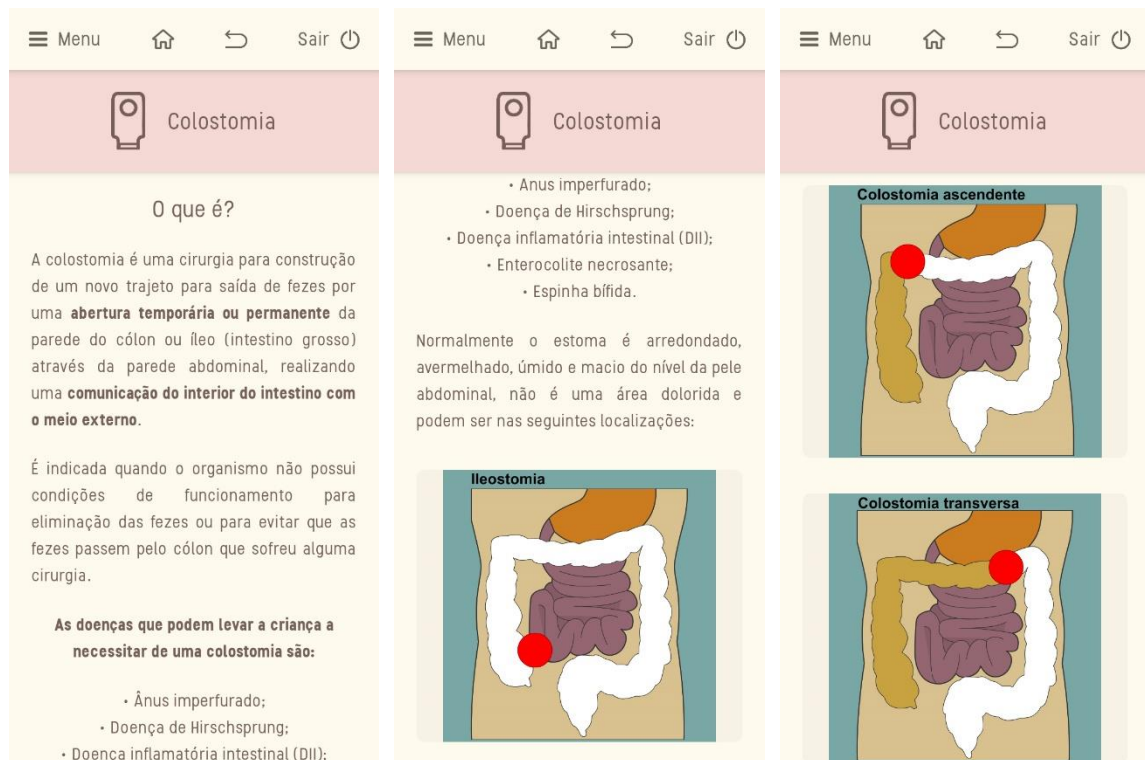 Menu Sair
Colostomia
O que é?
A colostomia é uma cirurgia para construção
de um novo trajeto para saída de fezes por
uma abertura temporária ou permanente da
parede do cólon ou íleo (intestino grosso)
através da parede abdominal, realizando
uma comunicação do interior do intestino com
o meio externo.
É indicada quando o organismo não possui
condições de funcionamento para
eliminação das fezes ou para evitar que as
fezes passem pelo cólon que sofreu alguma
cirurgia.
As doenças que podem levar a criança a
necessitar de uma colostomia são:
• Ânus imperfurado;
• Doença de Hirschsprung;
• Doença inflamatória intestinal (DII);
Menu Sair
Colostomia
• Anus imperfurado;
• Doença de Hirschsprung;
• Doença inflamatória intestinal (DII);
• Enterocolite necrosante;
• Espinha bífida.
Normalmente o estoma é arredondado,
avermelhado, úmido e macio do nível da pele
abdominal, não é uma área dolorida e
podem ser nas seguintes localizações:
Ileostomia
Menu Sair
Colostomia
Colostomia ascendente
Colostomia transversa